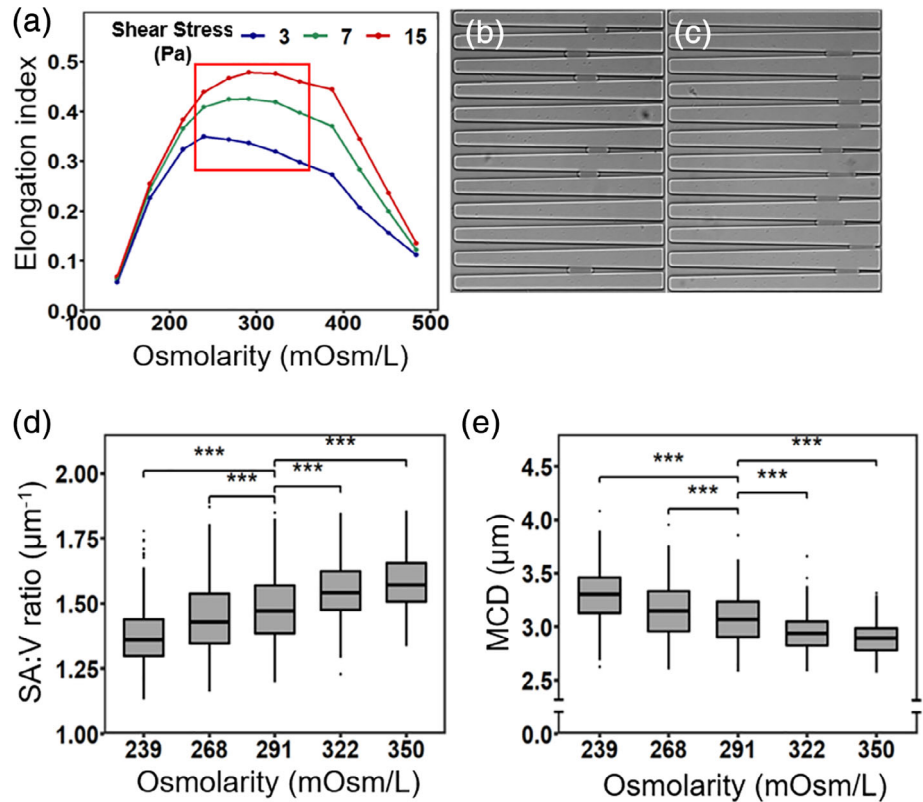 (a)
Shear Stress
(Pa)
3 7 15
Elongation index
0.5
0.4
0.3
0.2
0.1
0.0
100 200 300 400 500
Osmolarity (mOsm/L)
(b)
(c)
(d)
SA:V ratio (µm⁻¹)
2.00
1.75
1.50
1.25
1.00
*** ***
*** ***
239 268 291 322 350
Osmolarity (mOsm/L)
(e)
MCD (µm)
4.5
4.0
3.5
3.0
2.5
0.0
*** ***
*** ***
239 268 291 322 350
Osmolarity (mOsm/L)